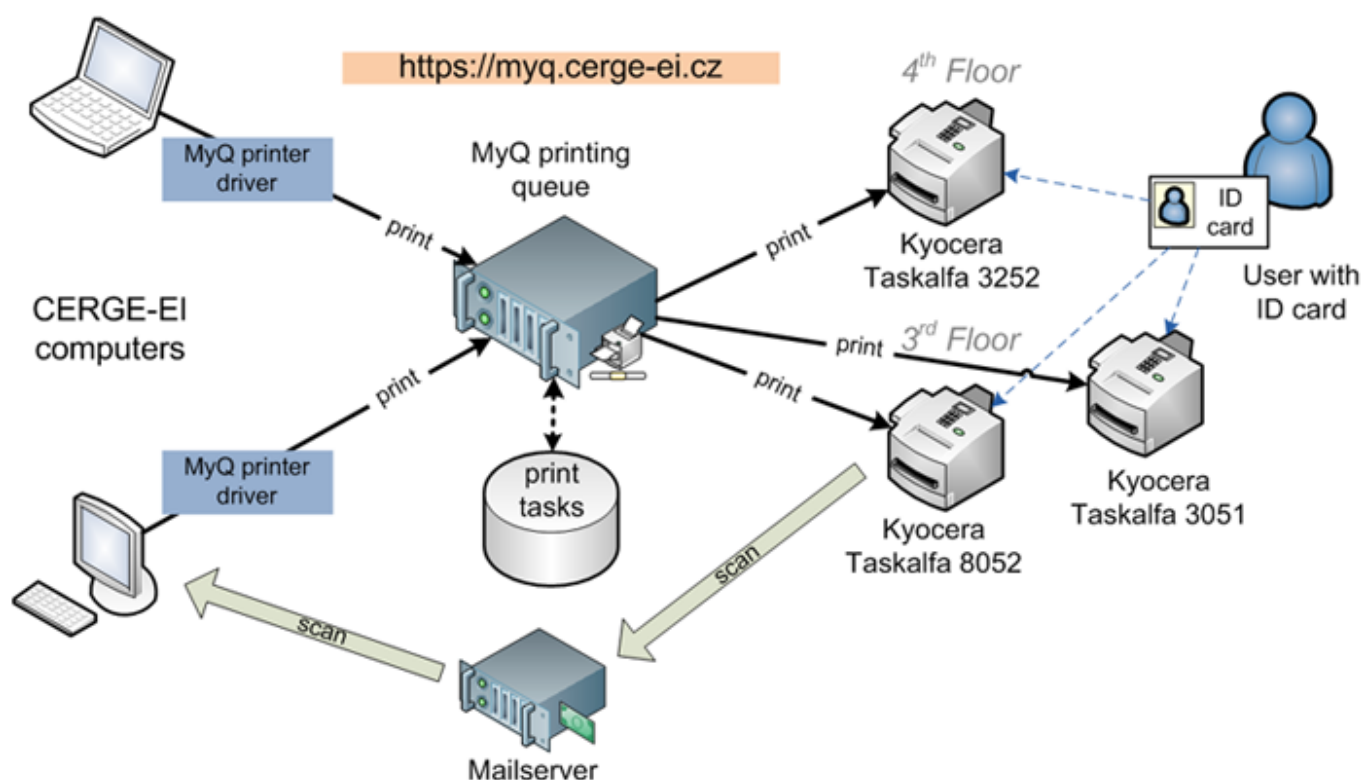 https://myq.cerge-ei.cz
4th Floor
MyQ printer
driver
MyQ printing
queue
print
print
ID
card
Kyocera
Taskalfa 3252
User with
ID card
CERGE-EI
computers
3rd Floor
print
print
print
MyQ printer
driver
print
tasks
Kyocera
Taskalfa 3051
Kyocera
Taskalfa 8052
scan
scan
Mailserver